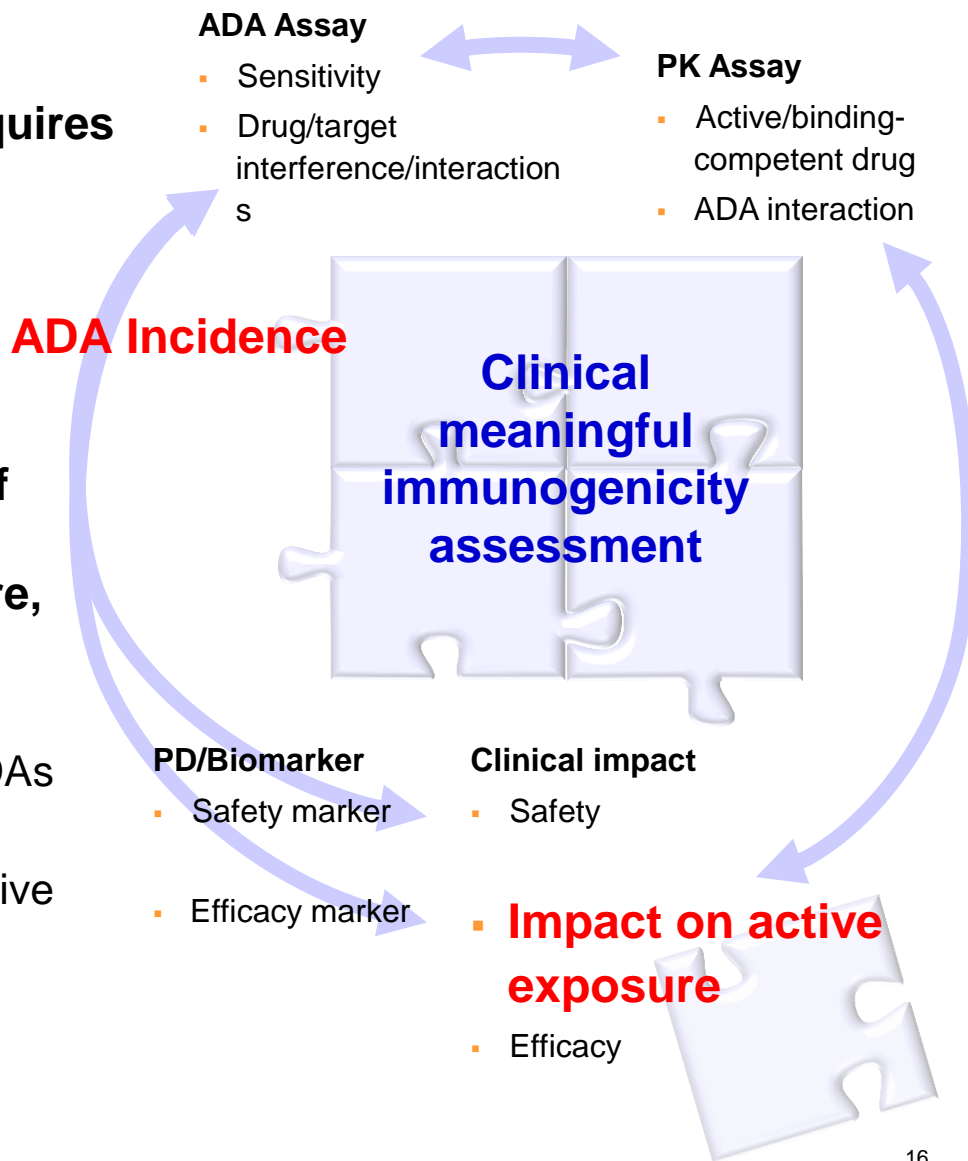 ADA Assay
▪ Sensitivity
▪ Drug/target
interference/interaction
s
PK Assay
▪ Active/binding-
competent drug
▪ ADA interaction
ADA Incidence
Clinical
meaningful
immunogenicity
assessment
re,
PD/Biomarker
▪ Safety marker
▪ Efficacy marker
Clinical impact
▪ Safety
▪ Impact on active
exposure
▪ Efficacy
quires
f
DAs
ive
16